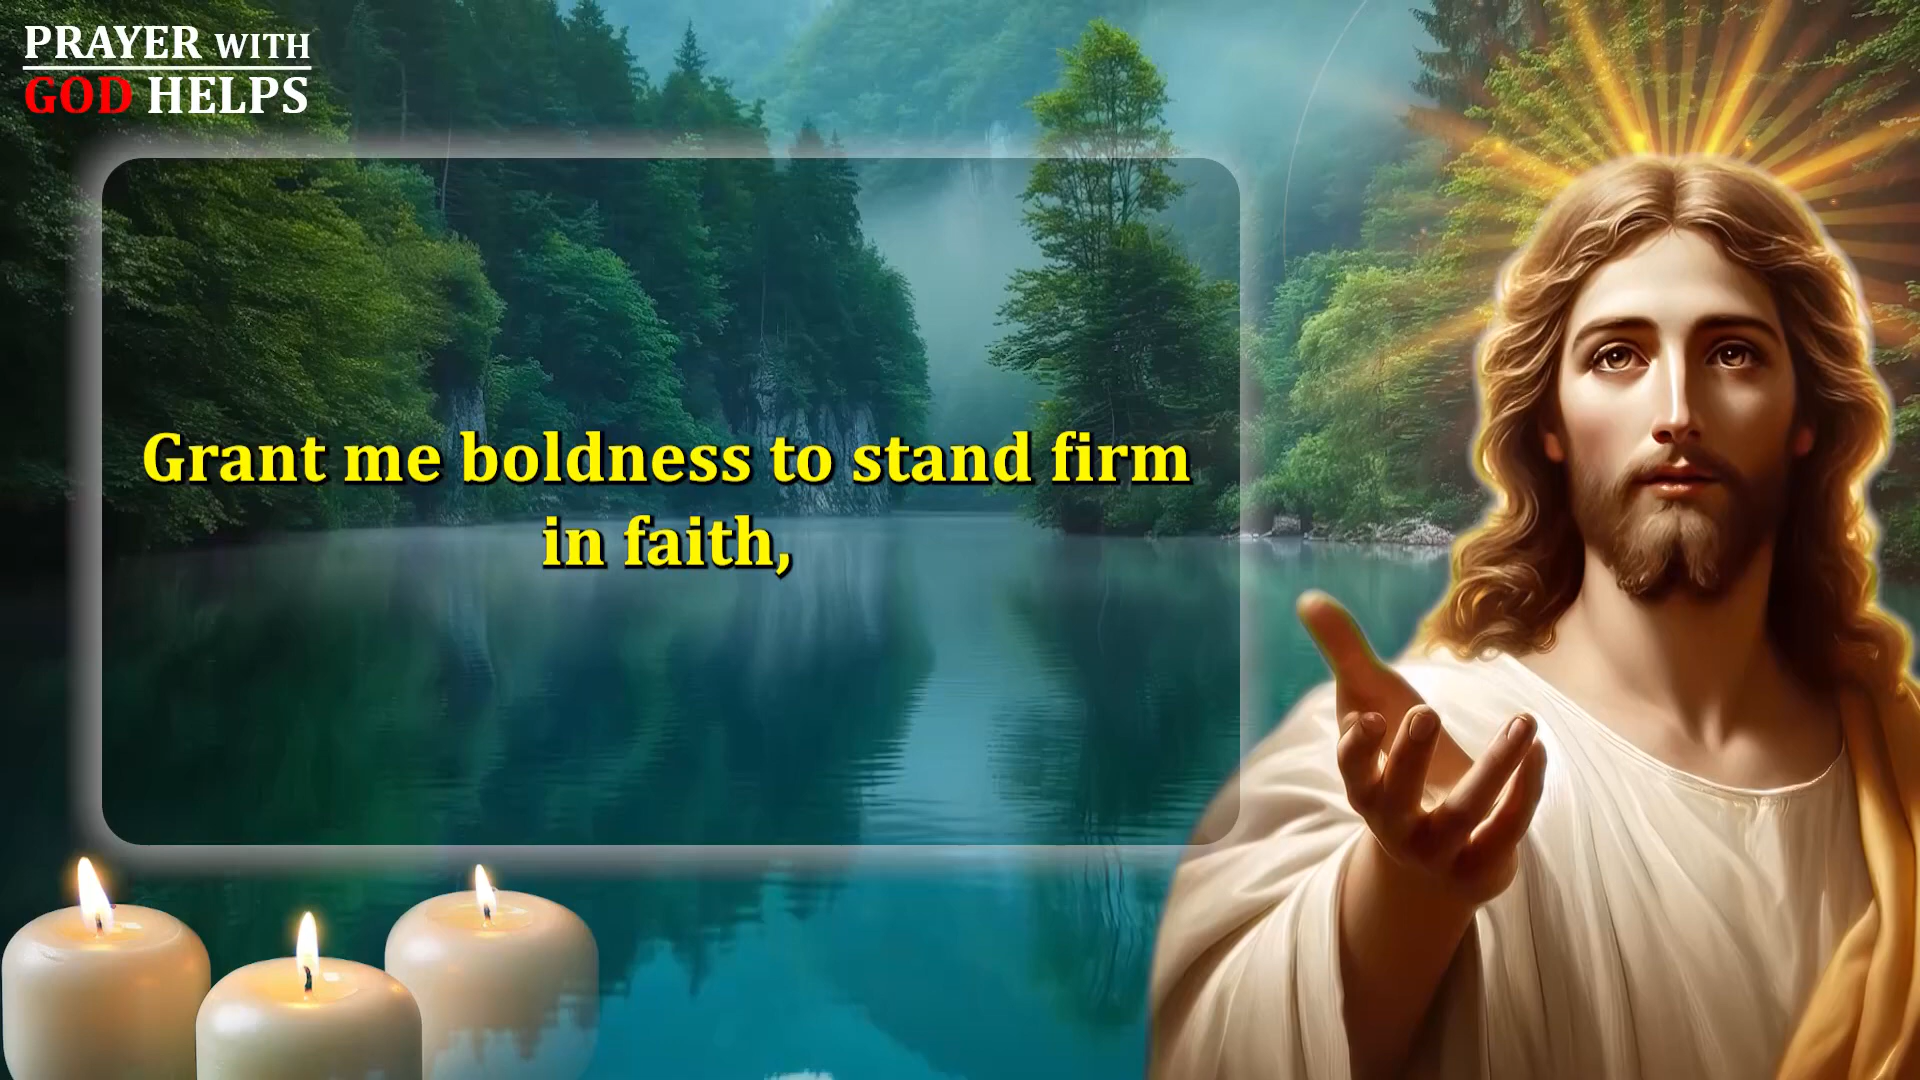 PRAYER WITH
GOD HELPS
Grant me boldness to stand firm
in faith,